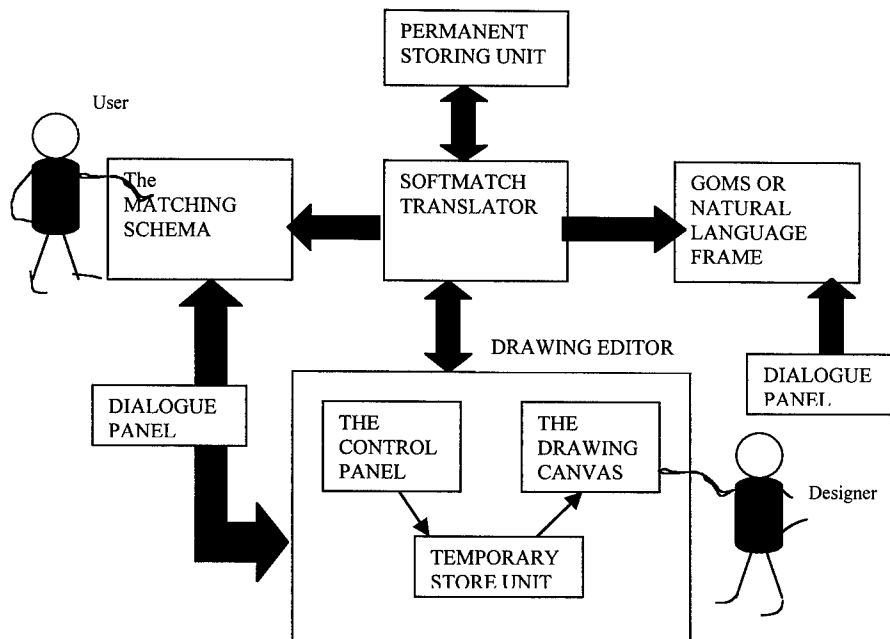 PERMANENT
STORING UNIT
User
The
MATCHING
SCHEMA
SOFTMATCH
TRANSLATOR
GOMS OR
NATURAL
LANGUAGE
FRAME
DRAWING EDITOR
DIALOGUE
PANEL
DIALOGUE
PANEL
THE
CONTROL
PANEL
THE
DRAWING
CANVAS
Designer
TEMPORARY
STORE UNIT